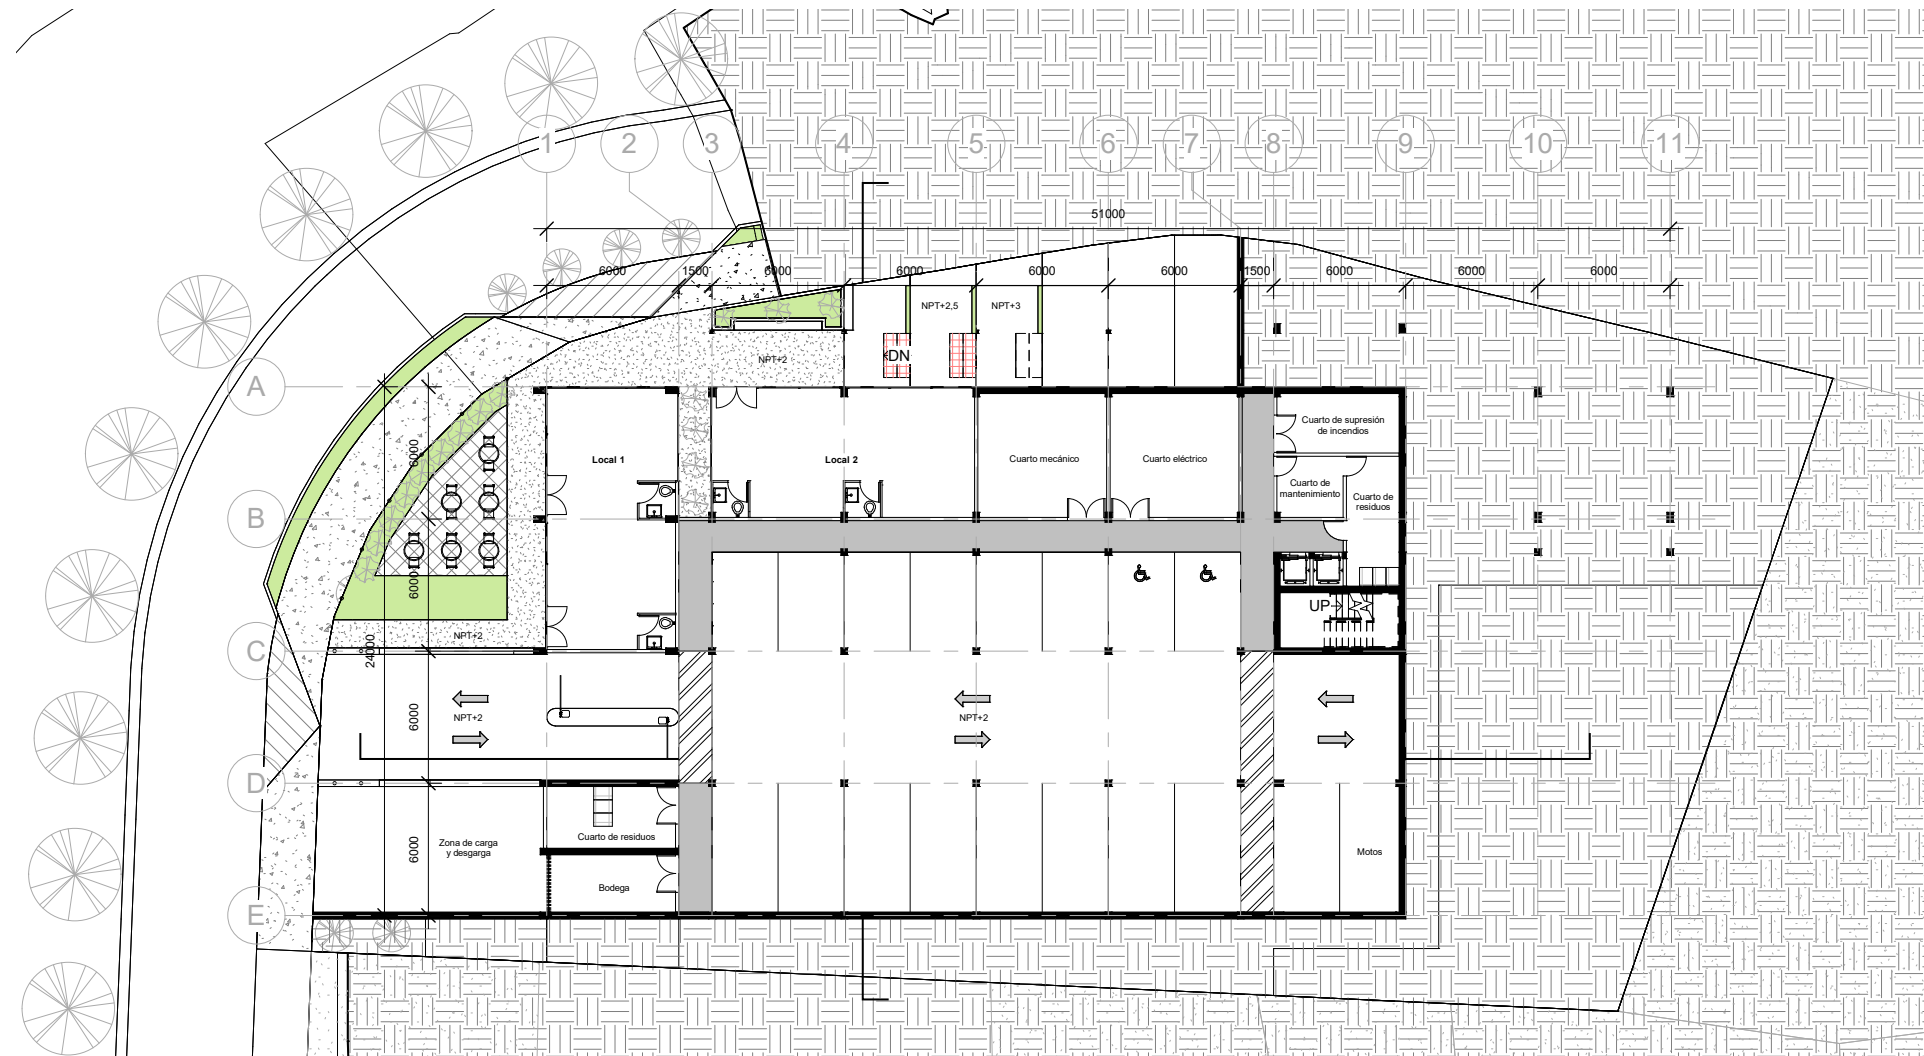 1 2 3 4 5 6 7 8 9 10 11
51000
6000 1500 6000 6000 6000 6000 1500 6000 6000 6000
NPT+2,5 NPT+3
DN
NPT+2
A
6000
Local 1
Local 2
Cuarto mecánico
Cuarto eléctrico
Cuarto de supresión
de incendios
Cuarto de
mantenimiento
Cuarto de
residuos
B
6000
UP
NPT+2
C
24000
6000
NPT+2
NPT+2
D
6000
Zona de carga
y desgarga
Cuarto de residuos
Bodega
Motos
E